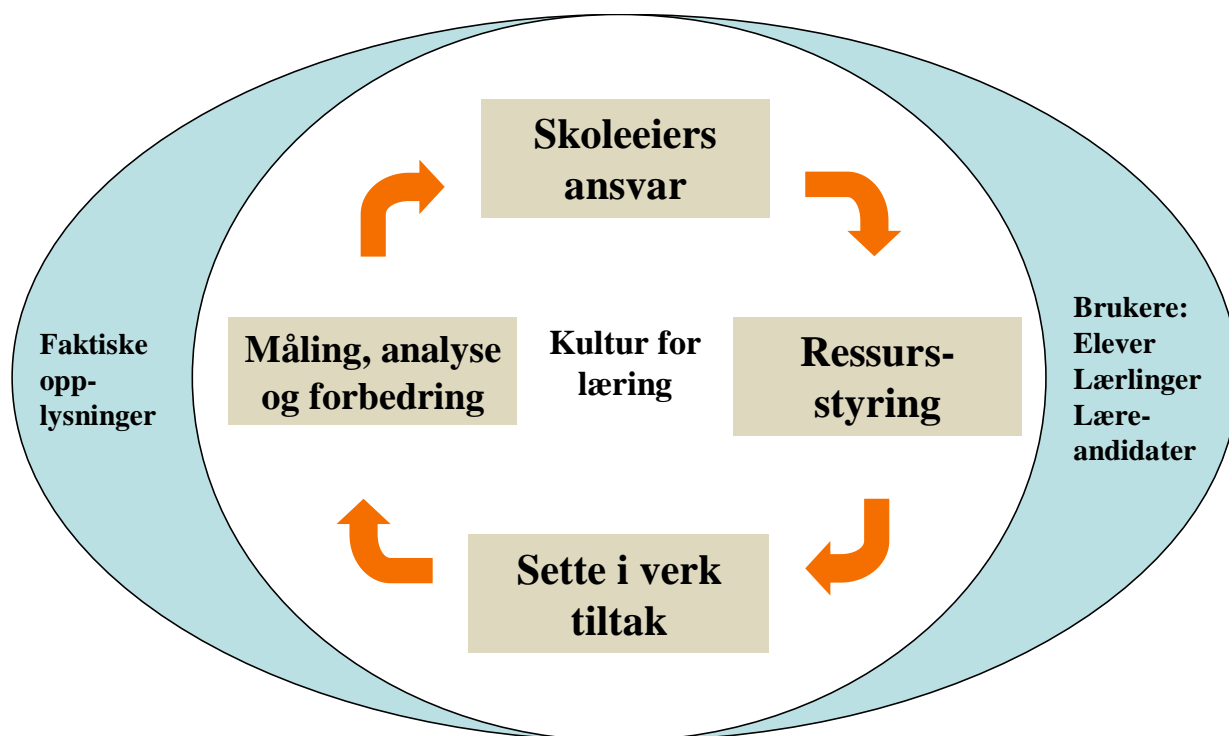 Skoleeiers
ansvar
Faktiske
opp-
lysninger
Måling, analyse
og forbedring
Kultur for
læring
Ressurs-
styring
Brukere:
Elever
Lærlinger
Lære-
andidater
Sette i verk
tiltak